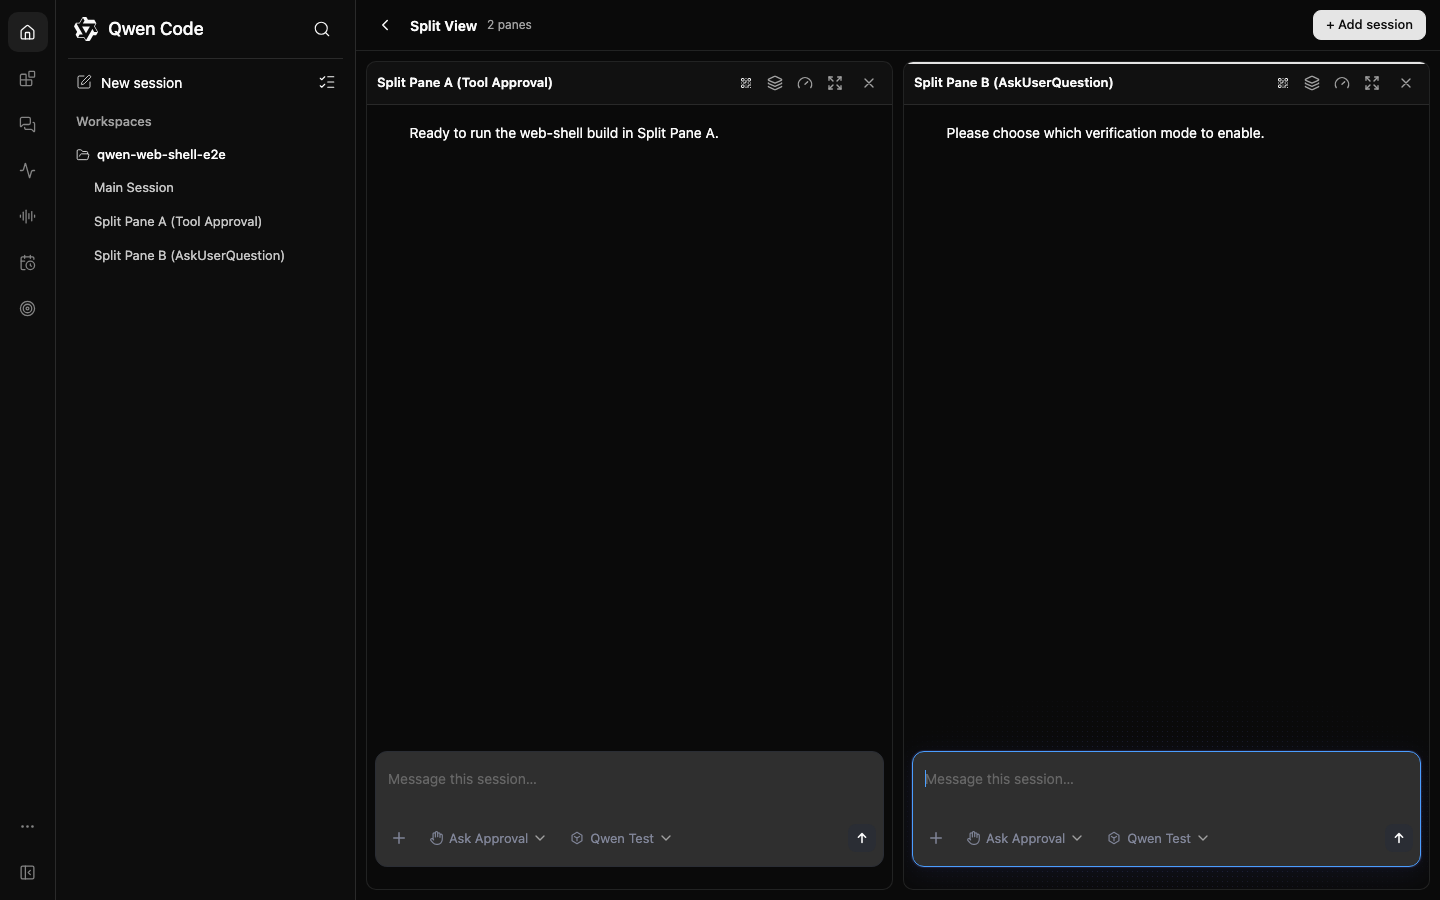 Qwen Code
New session
Workspaces
qwen-web-shell-e2e
Main Session
Split Pane A (Tool Approval)
Split Pane B (AskUserQuestion)
Split View 2 panes
+ Add session
Split Pane A (Tool Approval)
Ready to run the web-shell build in Split Pane A.
Message this session...
Ask Approval
Qwen Test
Split Pane B (AskUserQuestion)
Please choose which verification mode to enable.
Message this session...
Ask Approval
Qwen Test